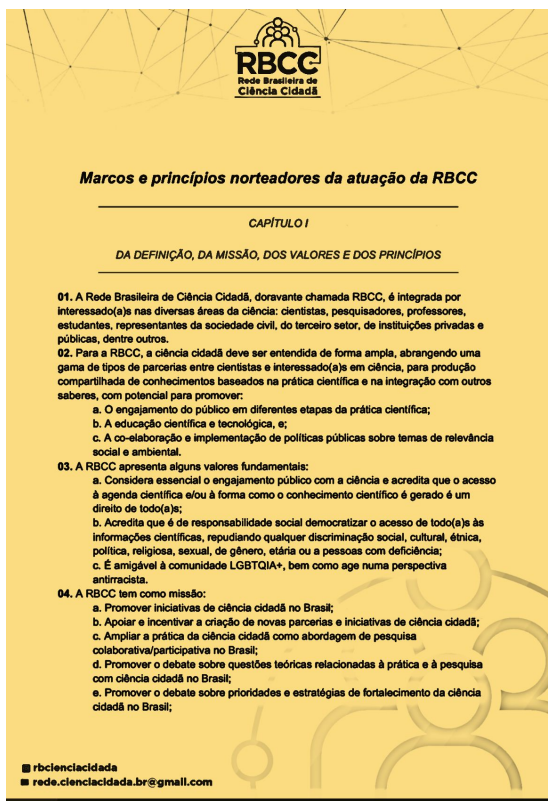 RBCC
Rede Brasileira de
Ciência Cidadã
Marcos e princípios norteadores da atuação da RBCC
CAPÍTULO I
DA DEFINIÇÃO, DA MISSÃO, DOS VALORES E DOS PRINCÍPIOS
01. A Rede Brasileira de Ciência Cidadã, doravante chamada RBCC, é integrada por
interessado(a)s nas diversas áreas da ciência: cientistas, pesquisadores, professores,
estudantes, representantes da sociedade civil, do terceiro setor, de instituições privadas e
públicas, dentre outros.
02. Para a RBCC, a ciência cidadã deve ser entendida de forma ampla, abrangendo uma
gama de tipos de parcerias entre cientistas e interessado(a)s em ciência, para produção
compartilhada de conhecimentos baseados na prática científica e na integração com outros
saberes, com potencial para promover:
a. O engajamento do público em diferentes etapas da prática científica;
b. A educação científica e tecnológica, e;
c. A co-elaboração e implementação de políticas públicas sobre temas de relevância
social e ambiental.
03. A RBCC apresenta alguns valores fundamentais:
a. Considera essencial o engajamento público com a ciência e acredita que o acesso
à agenda científica e/ou à forma como o conhecimento científico é gerado é um
direito de todo(a)s;
b. Acredita que é de responsabilidade social democratizar o acesso de todo(a)s às
informações científicas, repudiando qualquer discriminação social, cultural, étnica,
política, religiosa, sexual, de gênero, etária ou a pessoas com deficiência;
c. É amigável à comunidade LGBTQIA+, bem como age numa perspectiva
antirracista.
04. A RBCC tem como missão:
a. Promover iniciativas de ciência cidadã no Brasil;
b. Apoiar e incentivar a criação de novas parcerias e iniciativas de ciência cidadã;
c. Ampliar a prática da ciência cidadã como abordagem de pesquisa
colaborativa/participativa no Brasil;
d. Promover o debate sobre questões teóricas relacionadas à prática e à pesquisa
com ciência cidadã no Brasil;
e. Promover o debate sobre prioridades e estratégias de fortalecimento da ciência
cidadã no Brasil;
rbcienciacidada
rede.cienciacidada.br@gmail.com